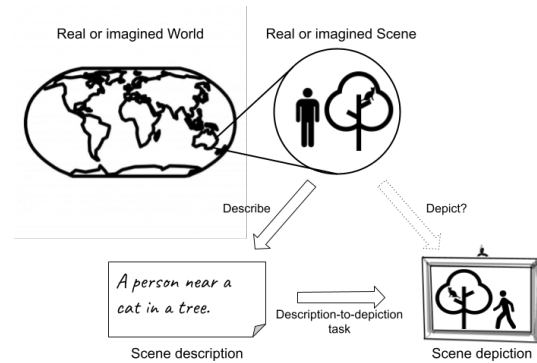 Real or imagined World
Real or imagined Scene
Describe
Depict?
A person near a
cat in a tree.
Description-to-depiction
task
Scene description
Scene depiction